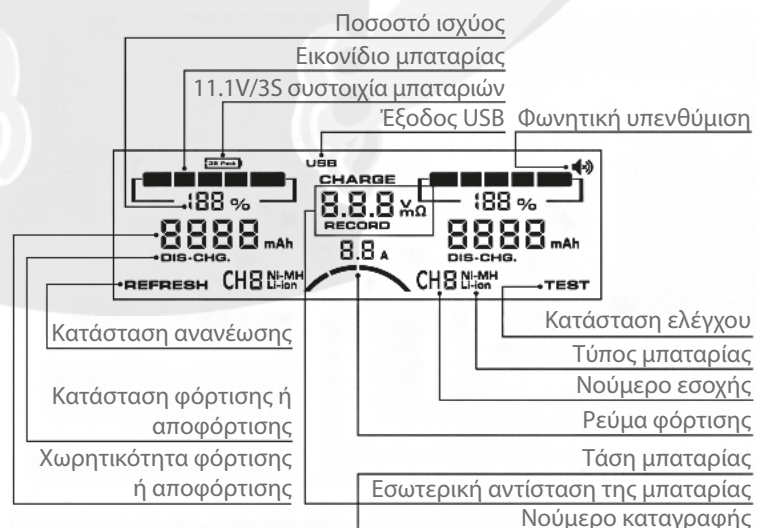 Ποσοστό ισχύος
Εικονίδιο μπαταρίας
11.1V/3S συστοιχία μπαταριών
Έξοδος USB
Φωνητική υπενθύμιση
3S Pack
USB
CHARGE
188 %
8.8.8 V mΩ
188 %
RECORD
8888 mAh
8.8 A
8888 mAh
DIS-CHG.
DIS-CHG.
REFRESH
CH8 Ni-MH Li-ion
CH8 Ni-MH Li-ion
TEST
Κατάσταση ανανέωσης
Κατάσταση ελέγχου
Τύπος μπαταρίας
Κατάσταση φόρτισης ή
αποφόρτισης
Νούμερο εσοχής
Ρεύμα φόρτισης
Χωρητικότητα φόρτισης
ή αποφόρτισης
Τάση μπαταρίας
Εσωτερική αντίσταση της μπαταρίας
Νούμερο καταγραφής